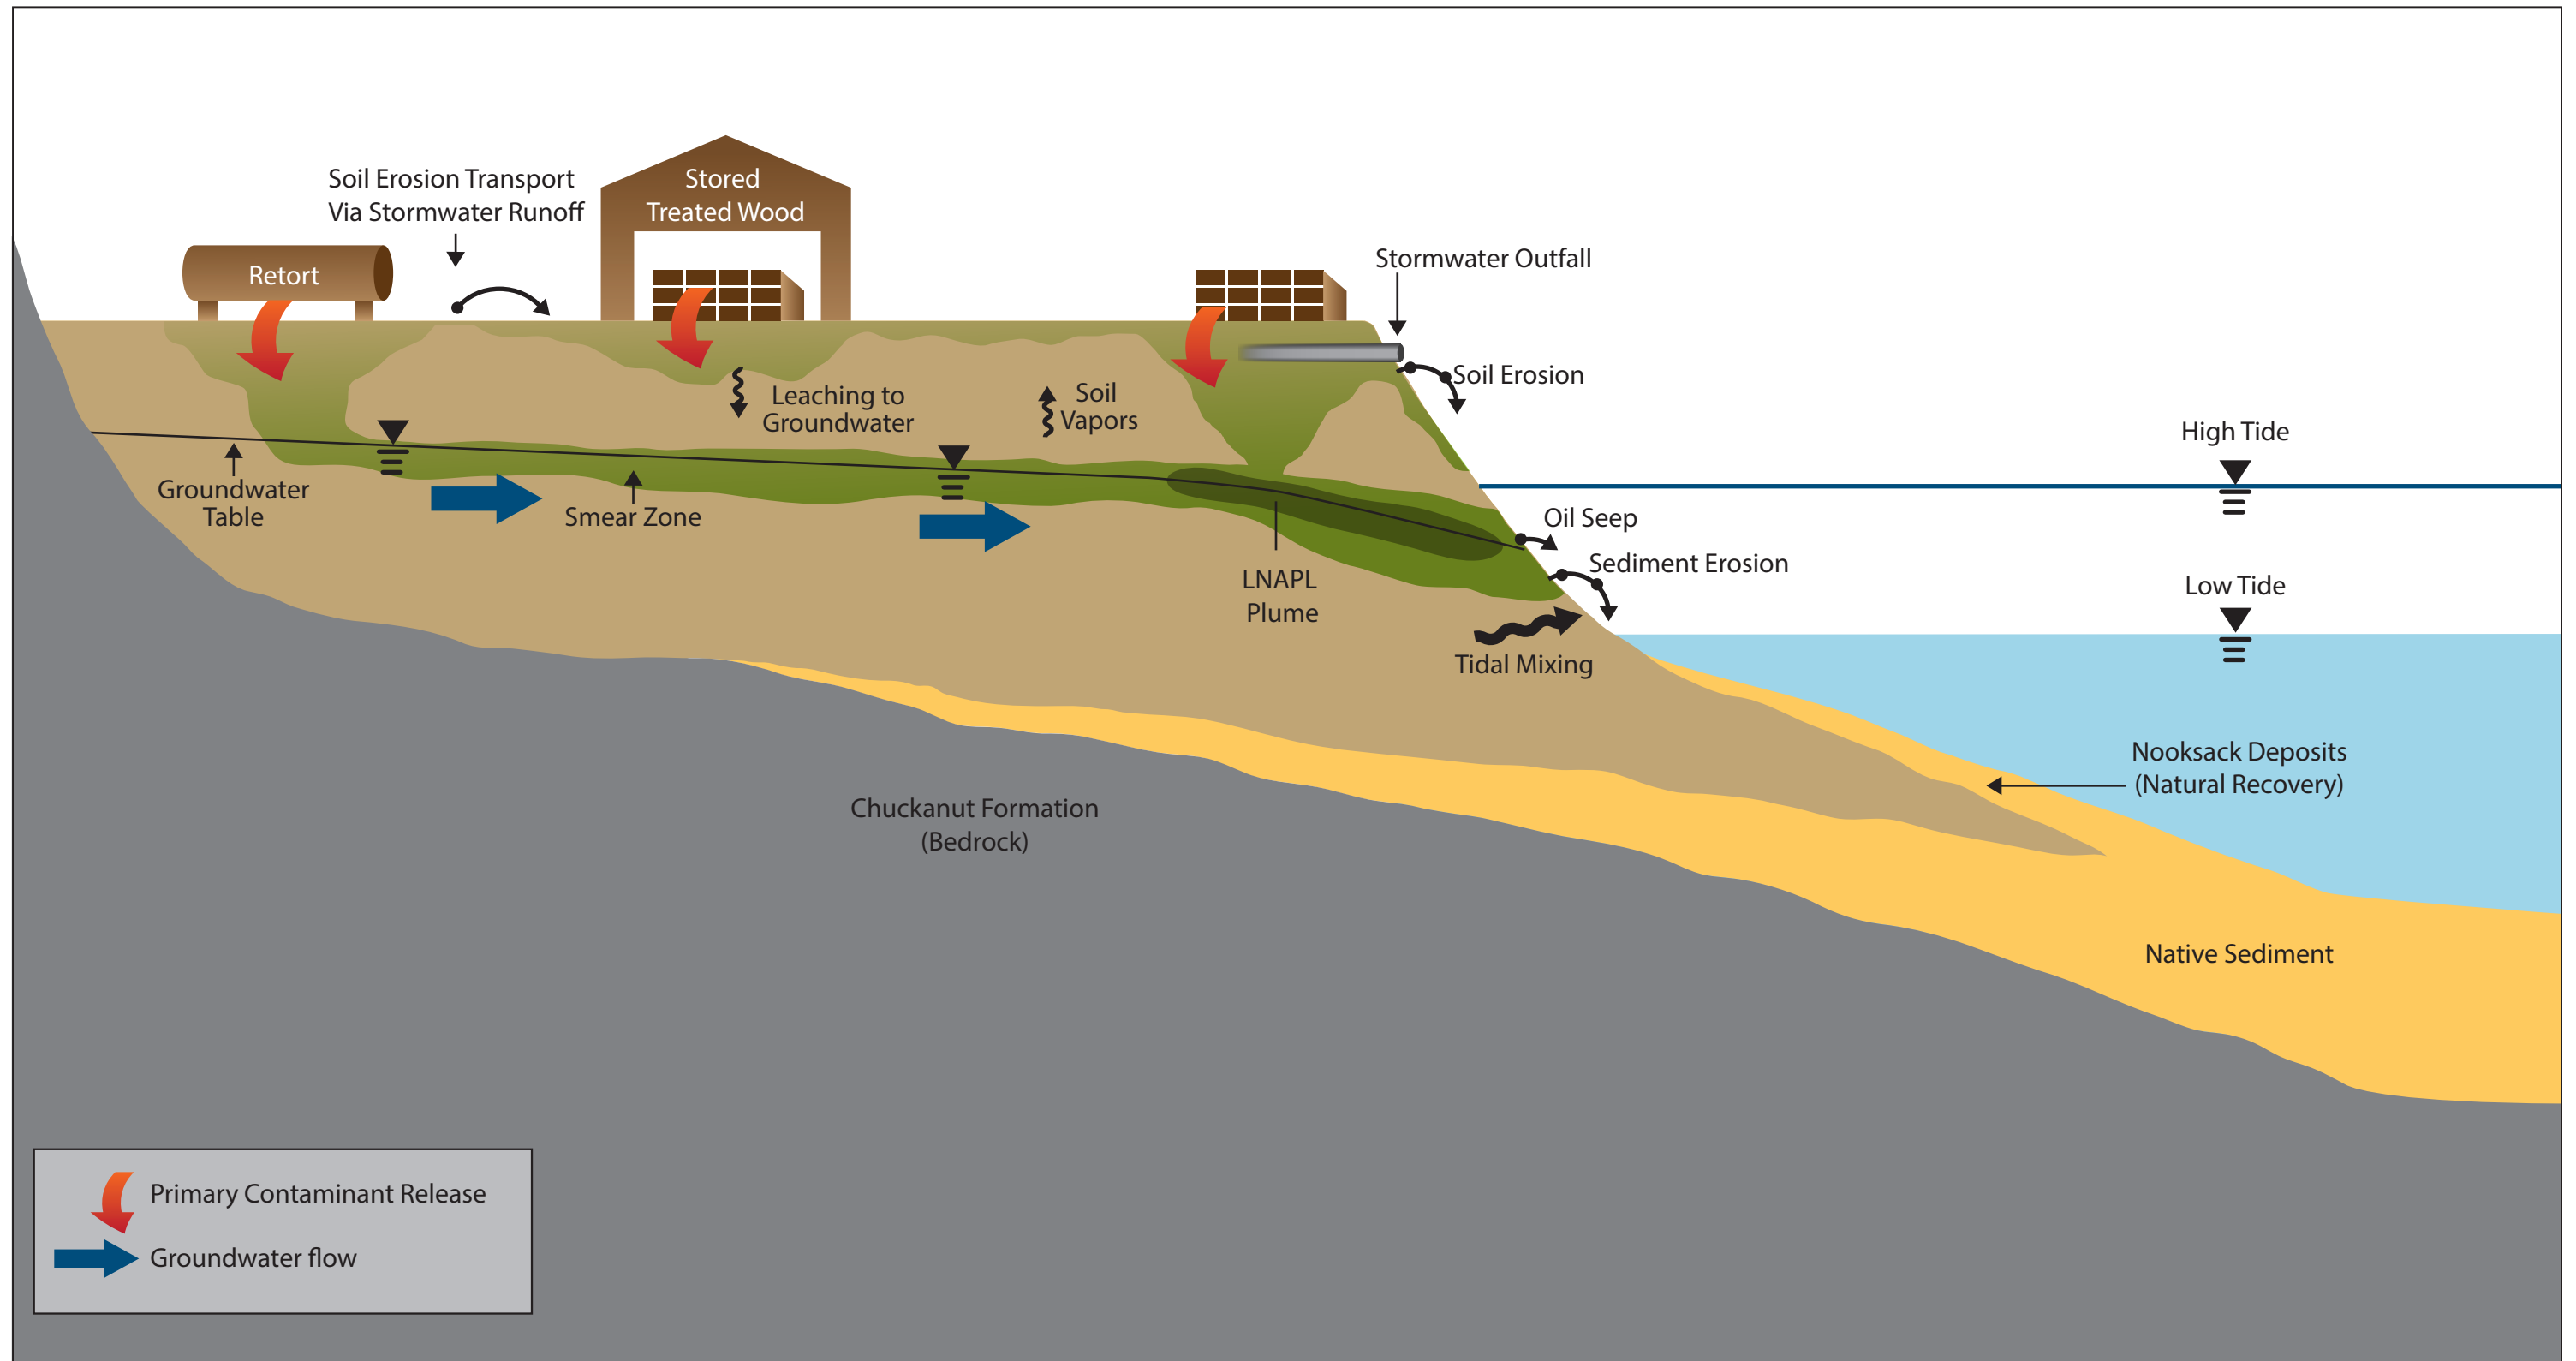 Soil Erosion Transport
Via Stormwater Runoff
Stored
Treated Wood
Retort
Stormwater Outfall
Soil Erosion
Leaching to
Groundwater
Soil
Vapors
High Tide
Groundwater
Table
Smear Zone
Oil Seep
Sediment Erosion
LNAPL
Plume
Low Tide
Tidal Mixing
Nooksack Deposits
(Natural Recovery)
Chuckanut Formation
(Bedrock)
Native Sediment
Primary Contaminant Release
Groundwater flow